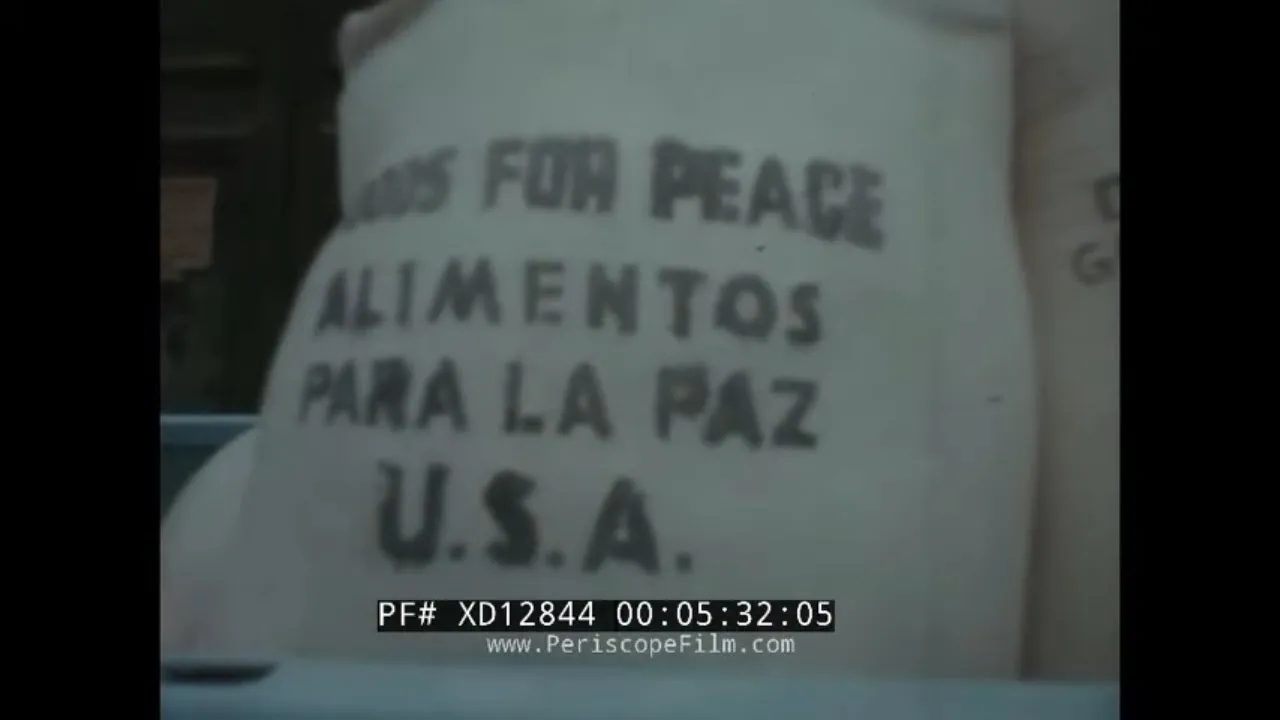 FOR PEACE
ALIMENTOS
PARA LA PAZ
U.S.A.
PF# XD12844 00:05:32:05
www.PeriscopeFilm.com